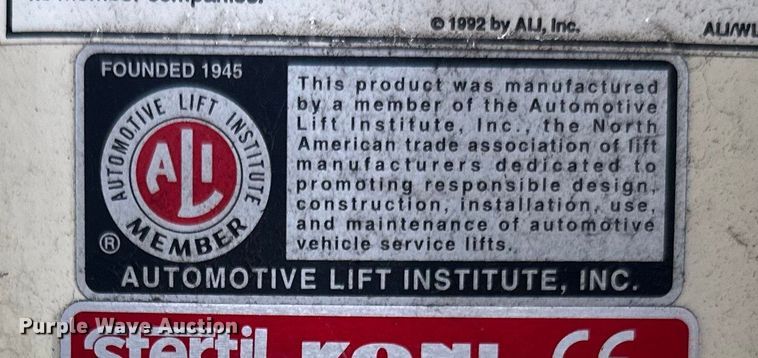 © 1992 by ALI, Inc.
FOUNDED 1945
AUTOMOTIVE LIFT INSTITUTE
ALI
MEMBER
®
This product was manufactured
by a member of the Automotive
Lift Institute, Inc., the North
American trade association of lift
manufacturers dedicated to
promoting responsible design,
construction, installation, use,
and maintenance of automotive
vehicle service lifts.
AUTOMOTIVE LIFT INSTITUTE, INC.
Purple Wave Auction
stertil